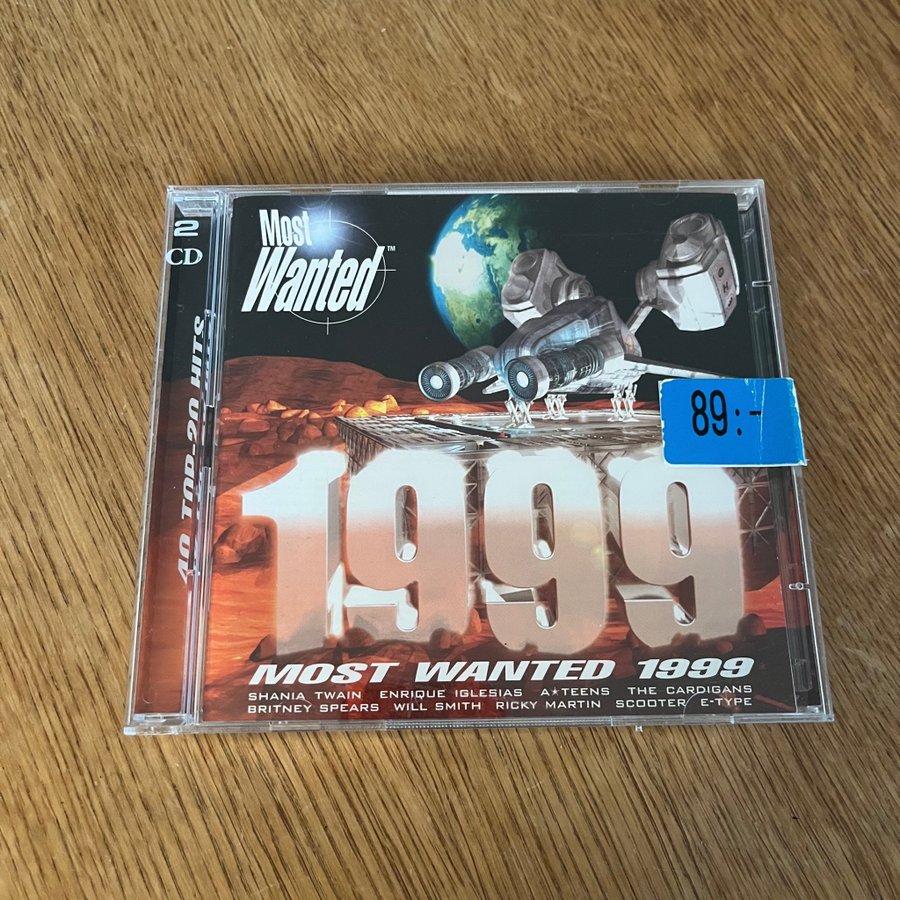 2
CD
40 TOP-20 HITS
Most
Wanted™
89:-
1999
MOST WANTED 1999
SHANIA TWAIN ENRIQUE IGLESIAS A★TEENS THE CARDIGANS
BRITNEY SPEARS WILL SMITH RICKY MARTIN SCOOTER E-TYPE